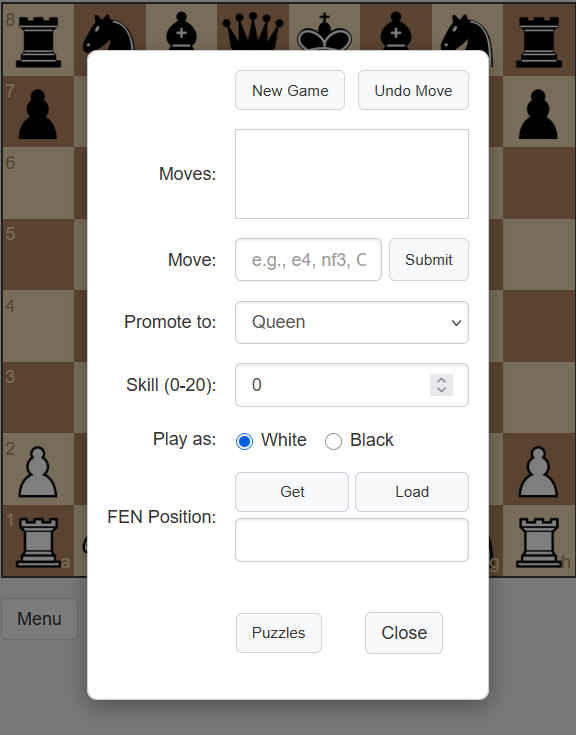 8
New Game Undo Move
7
Moves:
6
5
Move: e.g., e4, nf3, C Submit
4
Promote to: Queen
3
Skill (0-20): 0
2
Play as: White Black
Get Load
FEN Position:
1
a g h
Menu
Puzzles Close